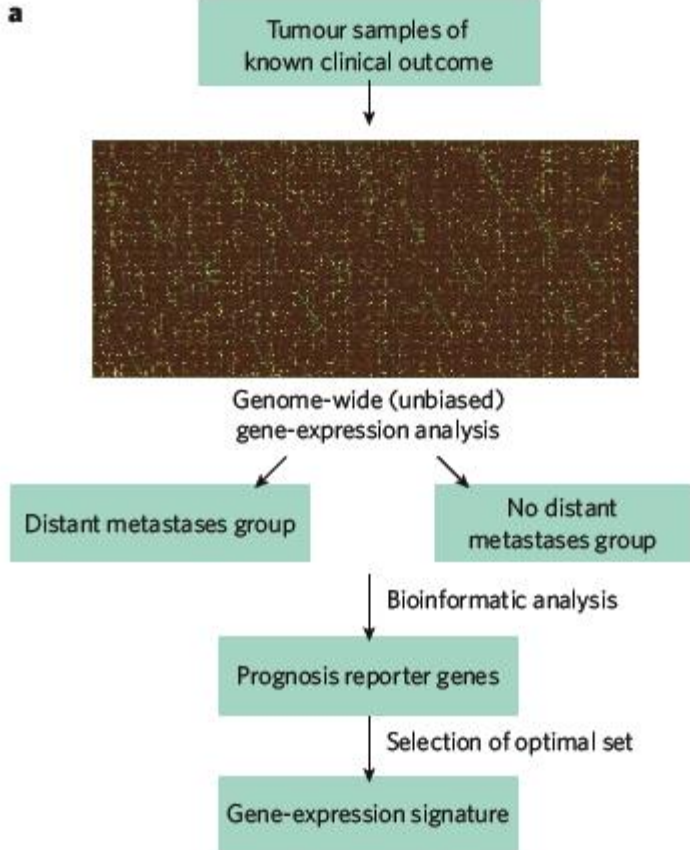 a
Tumour samples of
known clinical outcome
Genome-wide (unbiased)
gene-expression analysis
Distant metastases group
No distant
metastases group
Bioinformatic analysis
Prognosis reporter genes
Selection of optimal set
Gene-expression signature